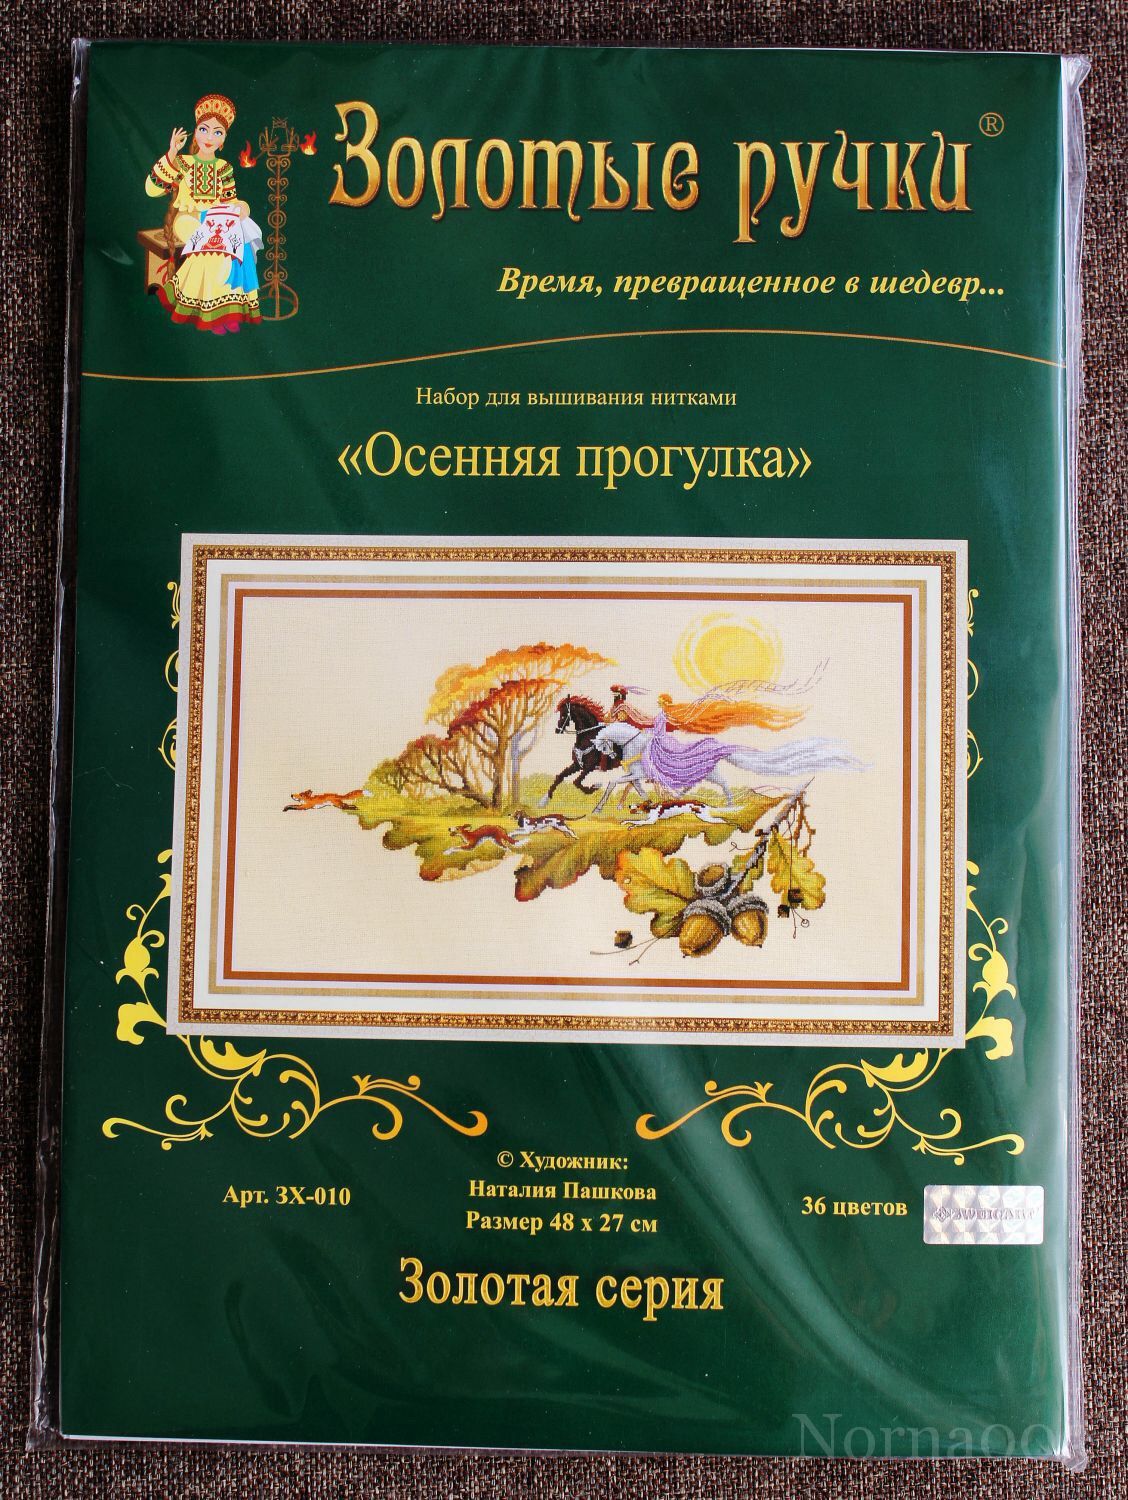 Золотые ручки®
Время, превращенное в шедевр...
Набор для вышивания нитками
«Осенняя прогулка»
© Художник:
Арт. ЗХ-010
Наталия Пашкова
36 цветов
Размер 48 х 27 см
Золотая серия